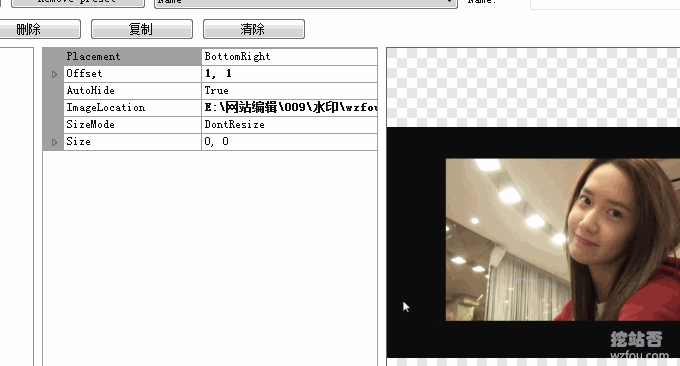 Remove preset
Name
Name:
删除
复制
清除
Placement BottomRight
Offset 1, 1
AutoHide True
ImageLocation E:\网站编辑\009\水印\wzfou
SizeMode DontResize
Size 0, 0
挖站否
wzfou.com